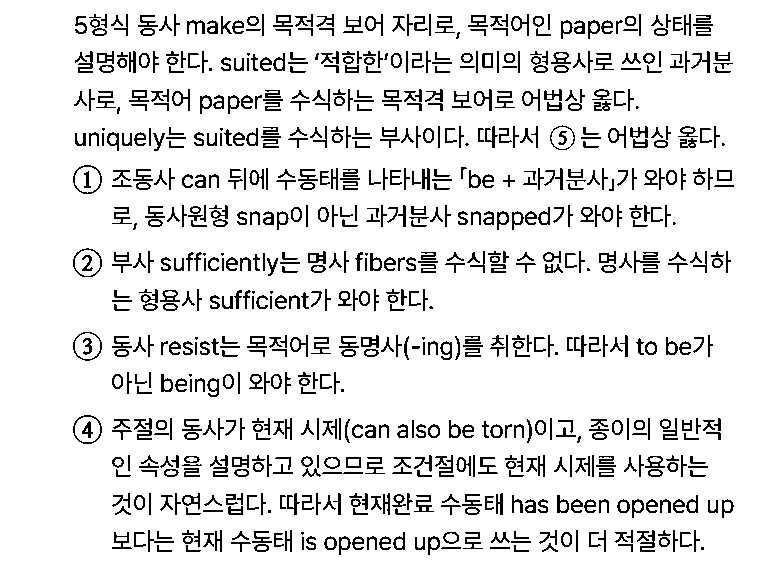 5형식 동사 make의 목적격 보어 자리로, 목적어인 paper의 상태를
설명해야 한다. suited는 ‘적합한’이라는 의미의 형용사로 쓰인 과거분
사로, 목적어 paper를 수식하는 목적격 보어로 어법상 옳다.
uniquely는 suited를 수식하는 부사이다. 따라서 ⑤는 어법상 옳다.
① 조동사 can 뒤에 수동태를 나타내는 「be + 과거분사」가 와야 하므
로, 동사원형 snap이 아닌 과거분사 snapped가 와야 한다.
② 부사 sufficiently는 명사 fibers를 수식할 수 없다. 명사를 수식하
는 형용사 sufficient가 와야 한다.
③ 동사 resist는 목적어로 동명사(-ing)를 취한다. 따라서 to be가
아닌 being이 와야 한다.
④ 주절의 동사가 현재 시제(can also be torn)이고, 종이의 일반적
인 속성을 설명하고 있으므로 조건절에도 현재 시제를 사용하는
것이 자연스럽다. 따라서 현재완료 수동태 has been opened up
보다는 현재 수동태 is opened up으로 쓰는 것이 더 적절하다.